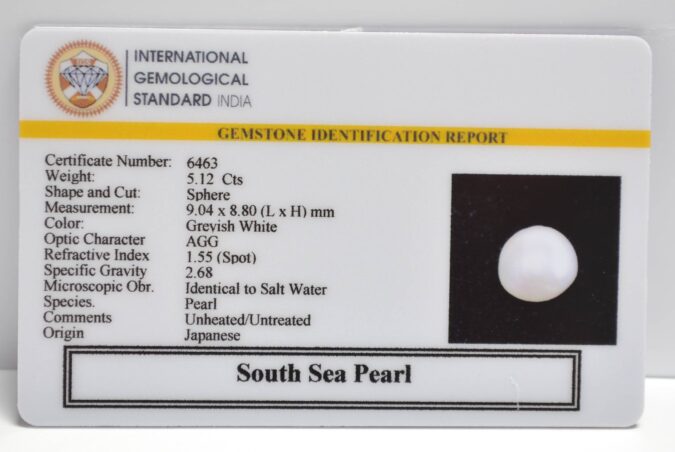 INTERNATIONAL
GEMOLOGICAL
STANDARD INDIA
GEMSTONE IDENTIFICATION REPORT
Certificate Number: 6463
Weight: 5.12 Cts
Shape and Cut: Sphere
Measurement: 9.04 x 8.80 (L x H) mm
Color: Greyish White
Optic Character AGG
Refractive Index 1.55 (Spot)
Specific Gravity 2.68
Microscopic Obr. Identical to Salt Water
Species. Pearl
Comments Unheated/Untreated
Origin Japanese
South Sea Pearl